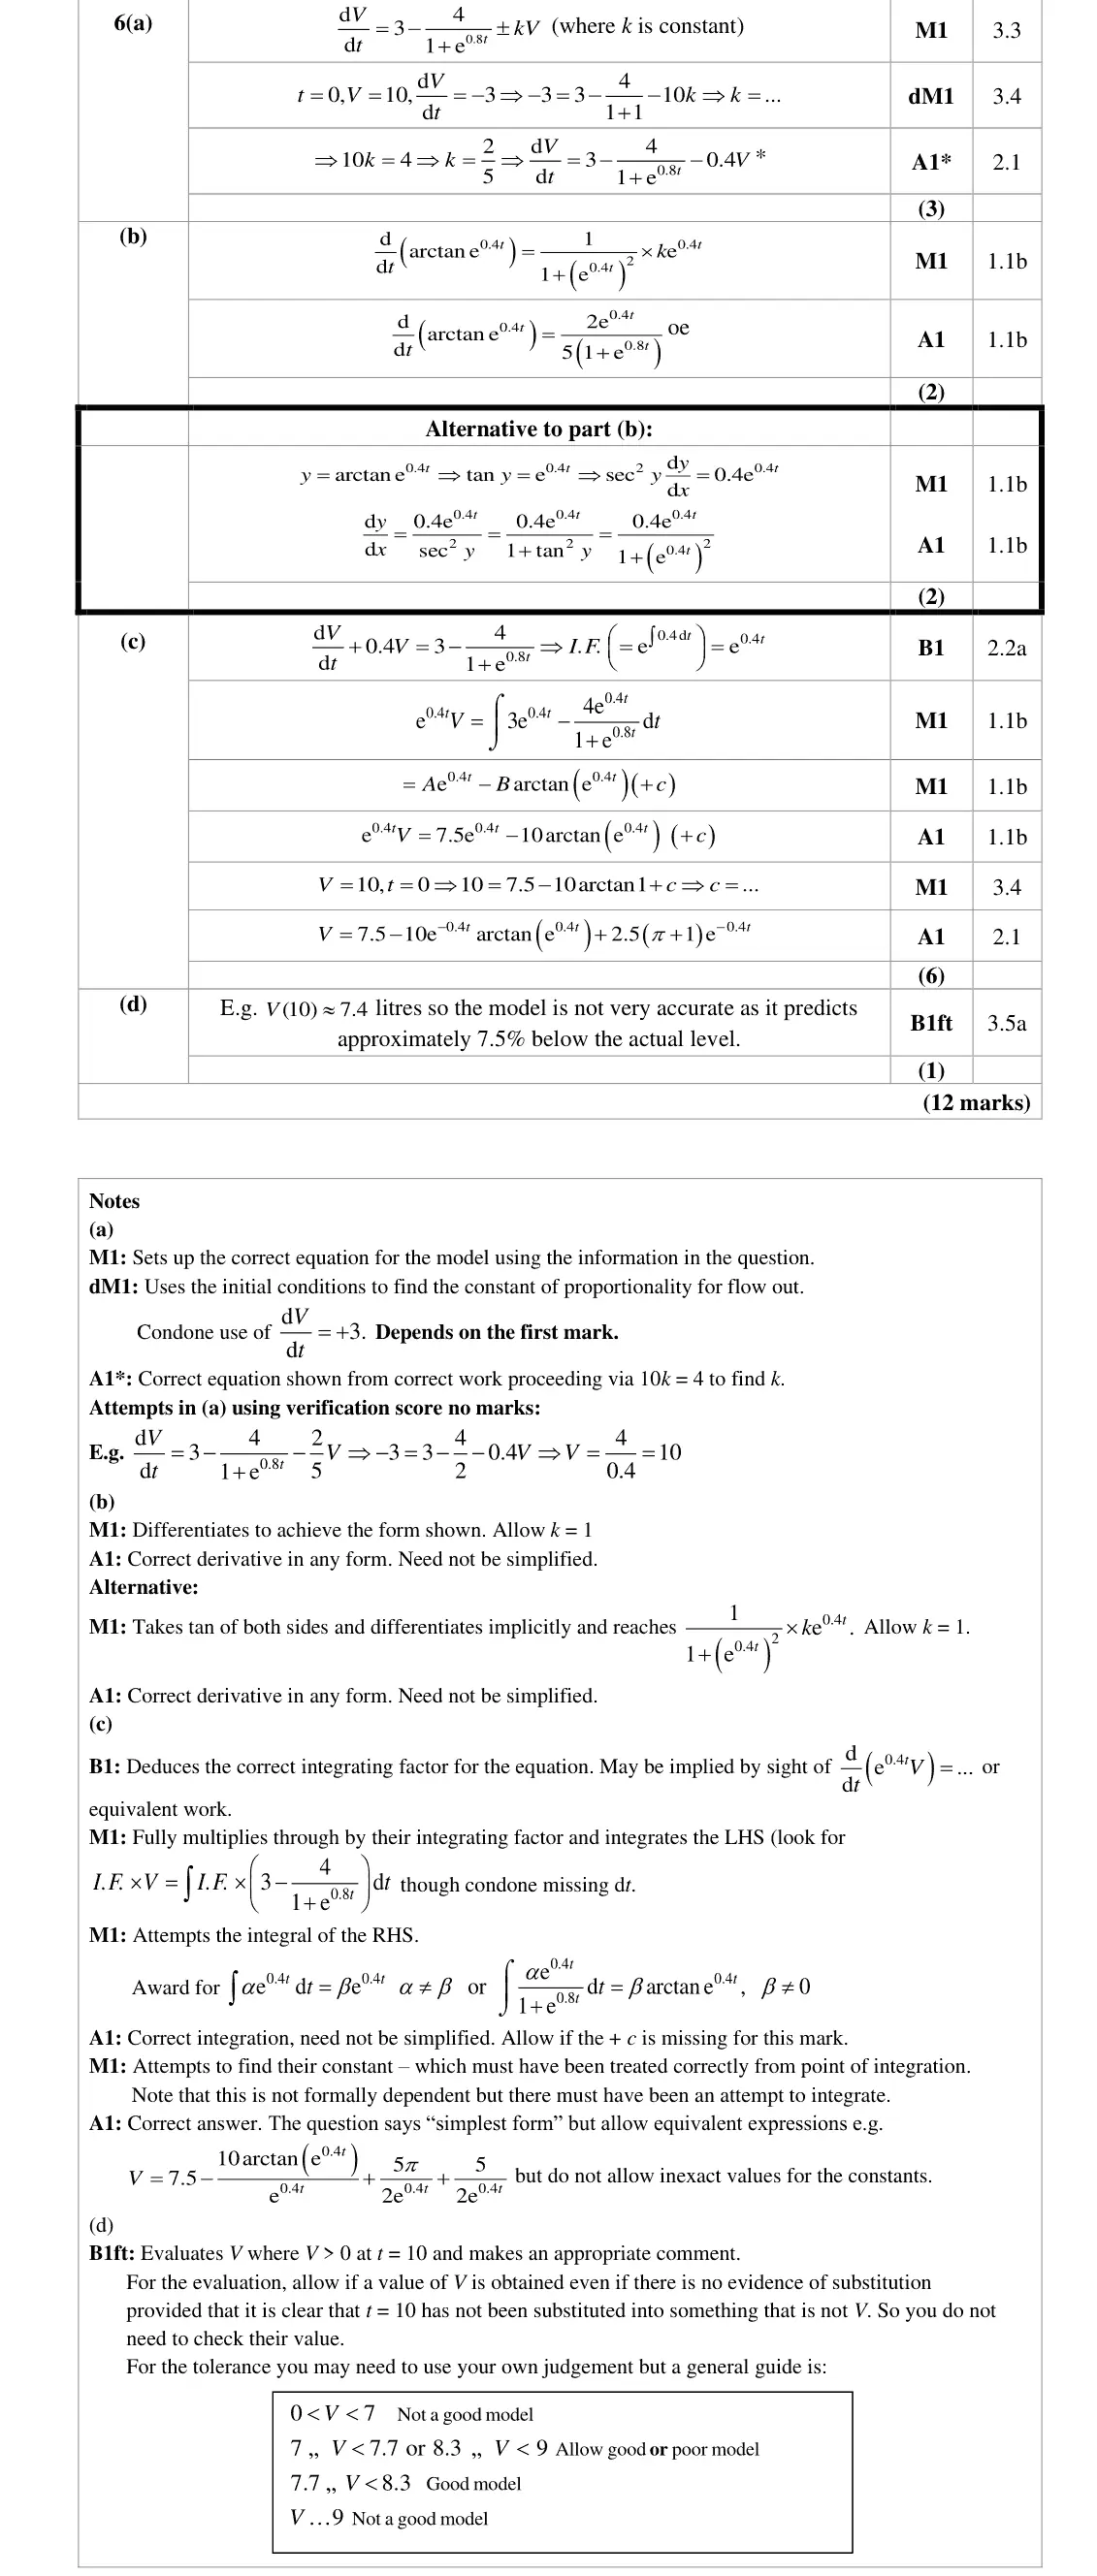 6(a) dV/dt = 3 − 4/(1+e^(0.8t)) ± kV (where k is constant) M1 3.3
t = 0, V = 10, dV/dt = −3 ⇒ −3 = 3 − 4/(1+1) − 10k ⇒ k = ... dM1 3.4
⇒ 10k = 4 ⇒ k = 2/5 ⇒ dV/dt = 3 − 4/(1+e^(0.8t)) − 0.4V * A1* 2.1
(3)
(b) d/dt (arctan e^(0.4t)) = 1/(1+(e^(0.4t))^2) × ke^(0.4t) M1 1.1b
d/dt (arctan e^(0.4t)) = 2e^(0.4t)/(5(1+e^(0.8t))) oe A1 1.1b
(2)
Alternative to part (b):
y = arctan e^(0.4t) ⇒ tan y = e^(0.4t) ⇒ sec² y dy/dx = 0.4e^(0.4t) M1 1.1b
dy/dx = 0.4e^(0.4t)/sec² y = 0.4e^(0.4t)/(1+tan² y) = 0.4e^(0.4t)/(1+(e^(0.4t))^2) A1 1.1b
(2)
(c) dV/dt + 0.4V = 3 − 4/(1+e^(0.8t)) ⇒ I.F. (= e^(∫0.4dt)) = e^(0.4t) B1 2.2a
e^(0.4t)V = ∫ 3e^(0.4t) − 4e^(0.4t)/(1+e^(0.8t)) dt M1 1.1b
= Ae^(0.4t) − B arctan(e^(0.4t))(+c) M1 1.1b
e^(0.4t)V = 7.5e^(0.4t) − 10arctan(e^(0.4t)) (+c) A1 1.1b
V = 10, t = 0 ⇒ 10 = 7.5 − 10arctan1 + c ⇒ c = ... M1 3.4
V = 7.5 − 10e^(−0.4t) arctan(e^(0.4t)) + 2.5(π+1)e^(−0.4t) A1 2.1
(6)
(d) E.g. V(10) ≈ 7.4 litres so the model is not very accurate as it predicts
approximately 7.5% below the actual level. B1ft 3.5a
(1)
(12 marks)
Notes
(a)
M1: Sets up the correct equation for the model using the information in the question.
dM1: Uses the initial conditions to find the constant of proportionality for flow out.
Condone use of dV/dt = +3. Depends on the first mark.
A1*: Correct equation shown from correct work proceeding via 10k = 4 to find k.
Attempts in (a) using verification score no marks:
E.g. dV/dt = 3 − 4/(1+e^(0.8t)) − 2/5 V ⇒ −3 = 3 − 4/2 − 0.4V ⇒ V = 4/0.4 = 10
(b)
M1: Differentiates to achieve the form shown. Allow k = 1
A1: Correct derivative in any form. Need not be simplified.
Alternative:
M1: Takes tan of both sides and differentiates implicitly and reaches 1/(1+(e^(0.4t))^2) × ke^(0.4t). Allow k = 1.
A1: Correct derivative in any form. Need not be simplified.
(c)
B1: Deduces the correct integrating factor for the equation. May be implied by sight of d/dt (e^(0.4t)V) = ... or
equivalent work.
M1: Fully multiplies through by their integrating factor and integrates the LHS (look for
I.F. ×V = ∫ I.F. × (3 − 4/(1+e^(0.8t))) dt though condone missing dt.
M1: Attempts the integral of the RHS.
Award for ∫ αe^(0.4t) dt = βe^(0.4t) α ≠ β or ∫ αe^(0.4t)/(1+e^(0.8t)) dt = β arctan e^(0.4t), β ≠ 0
A1: Correct integration, need not be simplified. Allow if the + c is missing for this mark.
M1: Attempts to find their constant – which must have been treated correctly from point of integration.
Note that this is not formally dependent but there must have been an attempt to integrate.
A1: Correct answer. The question says “simplest form” but allow equivalent expressions e.g.
V = 7.5 − 10arctan(e^(0.4t))/e^(0.4t) + 5π/(2e^(0.4t)) + 5/(2e^(0.4t)) but do not allow inexact values for the constants.
(d)
B1ft: Evaluates V where V > 0 at t = 10 and makes an appropriate comment.
For the evaluation, allow if a value of V is obtained even if there is no evidence of substitution
provided that it is clear that t = 10 has not been substituted into something that is not V. So you do not
need to check their value.
For the tolerance you may need to use your own judgement but a general guide is:
0 < V < 7 Not a good model
7 „ V < 7.7 or 8.3 „ V < 9 Allow good or poor model
7.7 „ V < 8.3 Good model
V …9 Not a good model